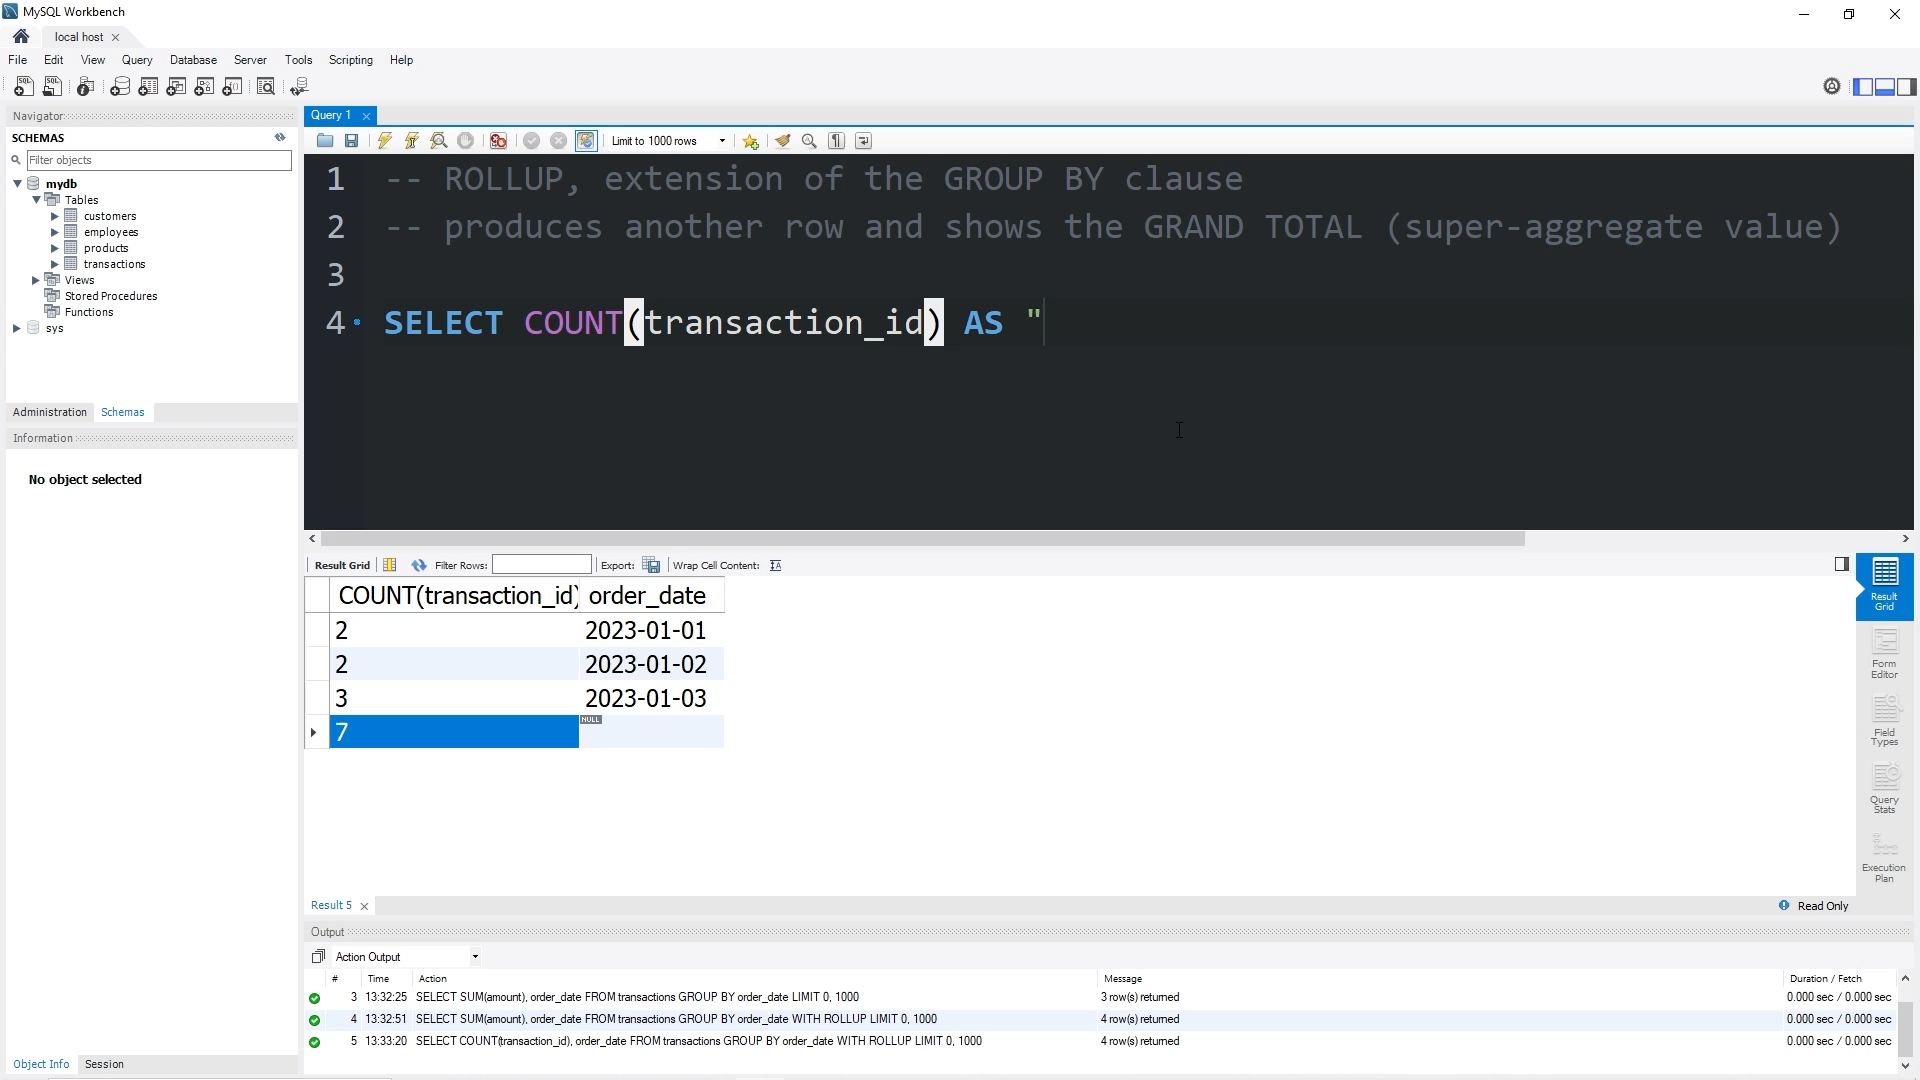 MySQL Workbench
local host
File Edit View Query Database Server Tools Scripting Help
Navigator
SCHEMAS
Filter objects
mydb
Tables
customers
employees
products
transactions
Views
Stored Procedures
Functions
sys
Administration Schemas
Information
No object selected
Object Info Session
Query 1
Limit to 1000 rows
1 -- ROLLUP, extension of the GROUP BY clause
2 -- produces another row and shows the GRAND TOTAL (super-aggregate value)
3
4 SELECT COUNT(transaction_id) AS "
Result Grid Filter Rows: Export: Wrap Cell Content:
COUNT(transaction_id) order_date
2 2023-01-01
2 2023-01-02
3 2023-01-03
7 NULL
Result Grid
Form Editor
Field Types
Query Stats
Execution Plan
Result 5 Read Only
Output
Action Output
# Time Action Message Duration / Fetch
3 13:32:25 SELECT SUM(amount), order_date FROM transactions GROUP BY order_date LIMIT 0, 1000 3 row(s) returned 0.000 sec / 0.000 sec
4 13:32:51 SELECT SUM(amount), order_date FROM transactions GROUP BY order_date WITH ROLLUP LIMIT 0, 1000 4 row(s) returned 0.000 sec / 0.000 sec
5 13:33:20 SELECT COUNT(transaction_id), order_date FROM transactions GROUP BY order_date WITH ROLLUP LIMIT 0, 1000 4 row(s) returned 0.000 sec / 0.000 sec